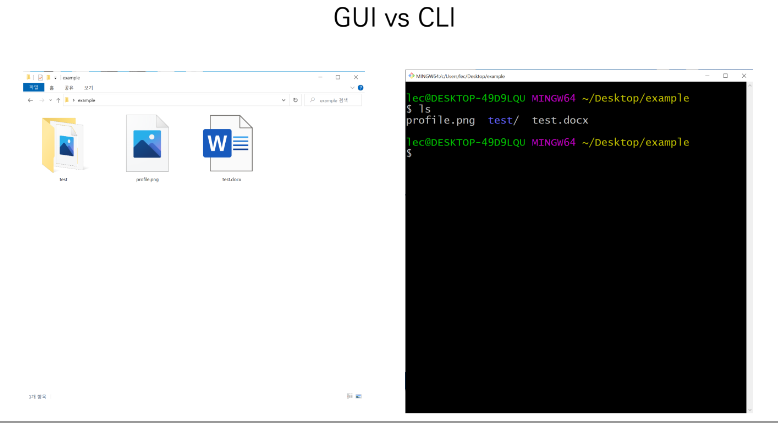 GUI vs CLI
example
파일 홈 공유 보기
example
example 검색
test
profile.png
test.docx
3개 항목
MINGW64:/c/Users/lec/Desktop/example
lec@DESKTOP-49D9LQU MINGW64 ~/Desktop/example
$ ls
profile.png test/ test.docx
lec@DESKTOP-49D9LQU MINGW64 ~/Desktop/example
$